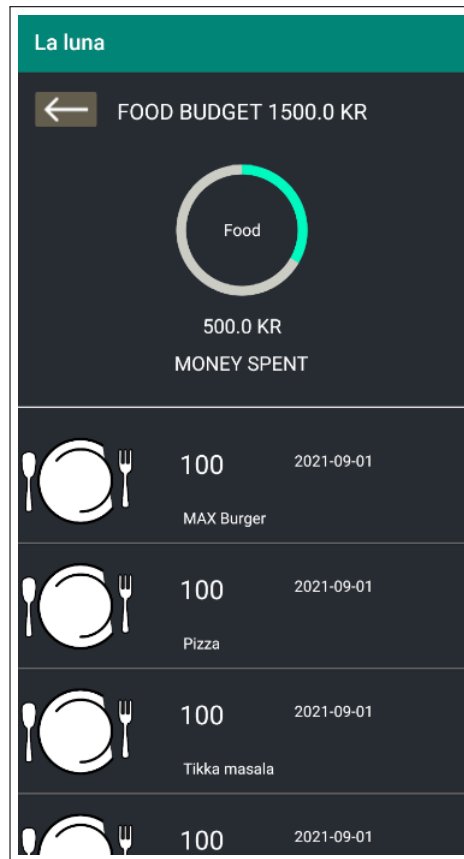 La luna
FOOD BUDGET 1500.0 KR
Food
500.0 KR
MONEY SPENT
100 2021-09-01
MAX Burger
100 2021-09-01
Pizza
100 2021-09-01
Tikka masala
100 2021-09-01